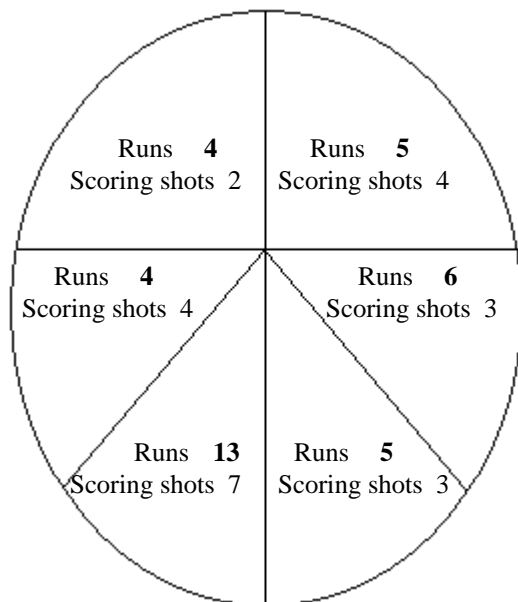 Runs 4
Scoring shots 2
Runs 5
Scoring shots 4
Runs 4
Scoring shots 4
Runs 6
Scoring shots 3
Runs 13
Scoring shots 7
Runs 5
Scoring shots 3